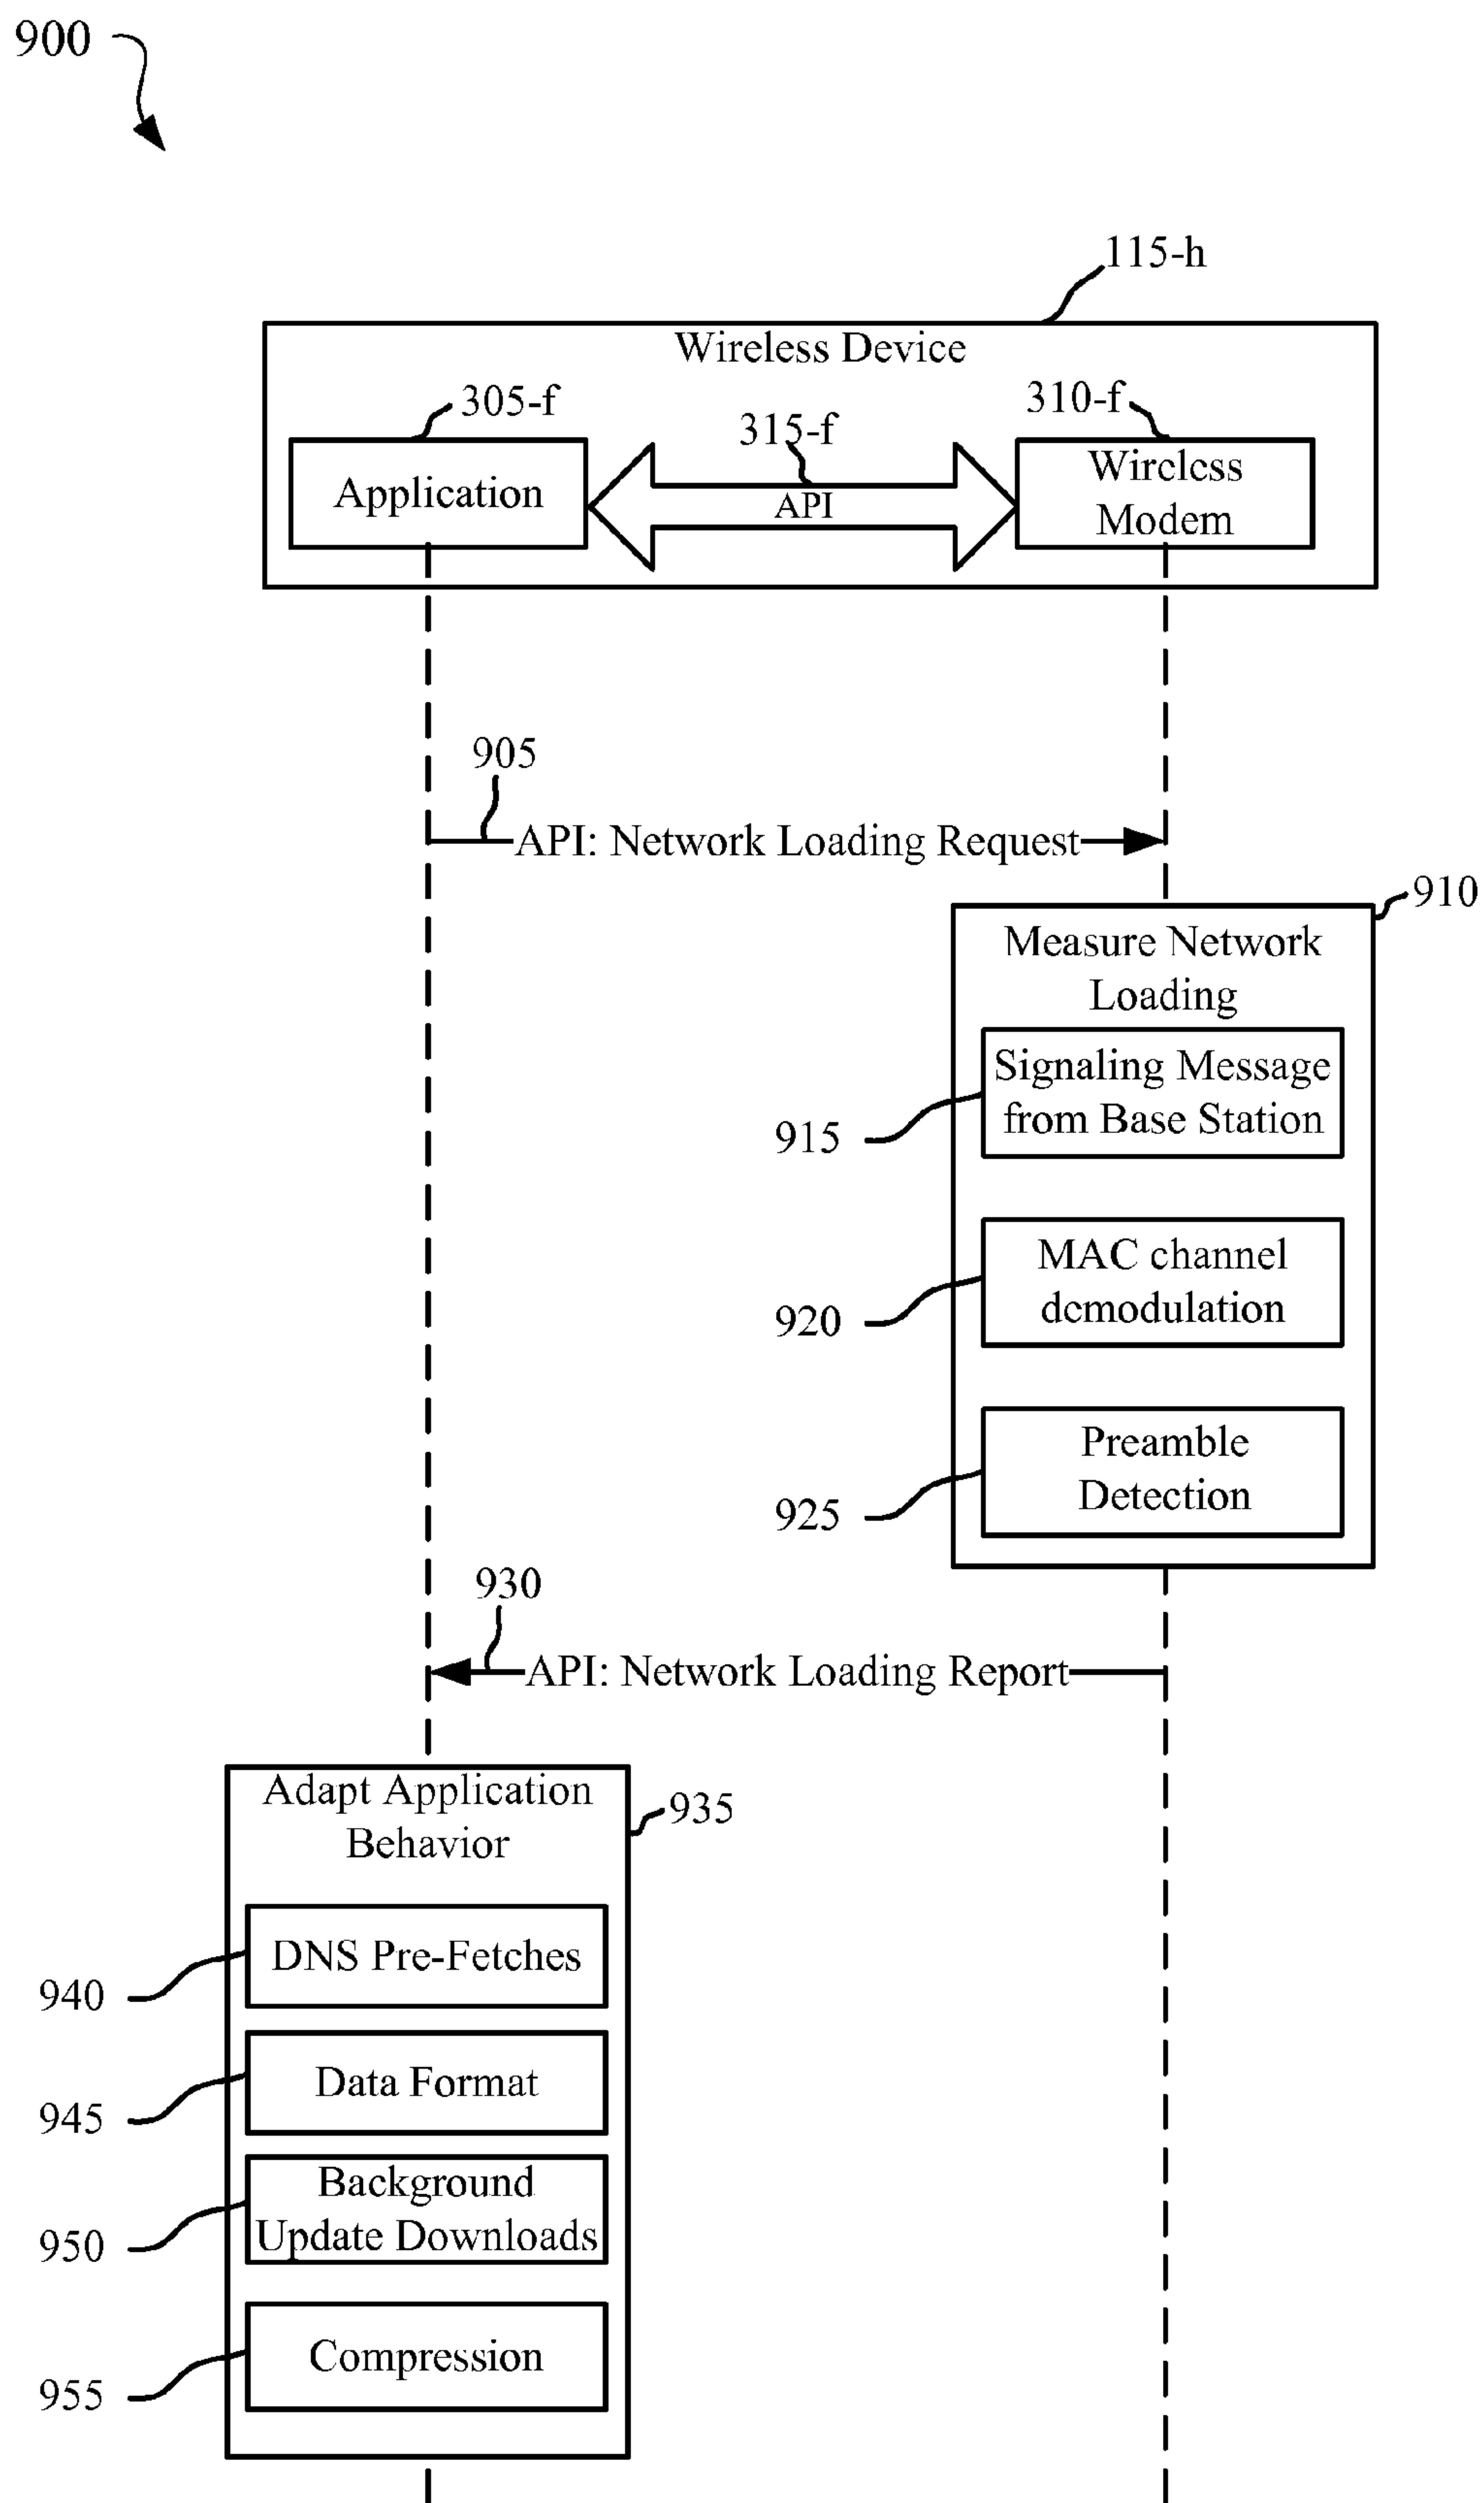 900
115-h
Wireless Device
305-f
315-f
310-f
Application
API
Wireless
Modem
905
API: Network Loading Request
910
Measure Network
Loading
Signaling Message
from Base Station
915
MAC channel
demodulation
920
Preamble
Detection
925
930
API: Network Loading Report
Adapt Application
Behavior
935
DNS Pre-Fetches
940
Data Format
945
Background
Update Downloads
950
Compression
955